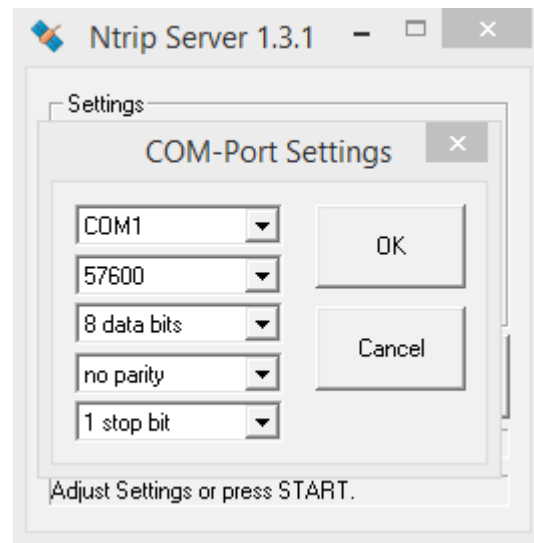 Ntrip Server 1.3.1
Settings
COM-Port Settings
COM1
OK
57600
8 data bits
Cancel
no parity
1 stop bit
Adjust Settings or press START.